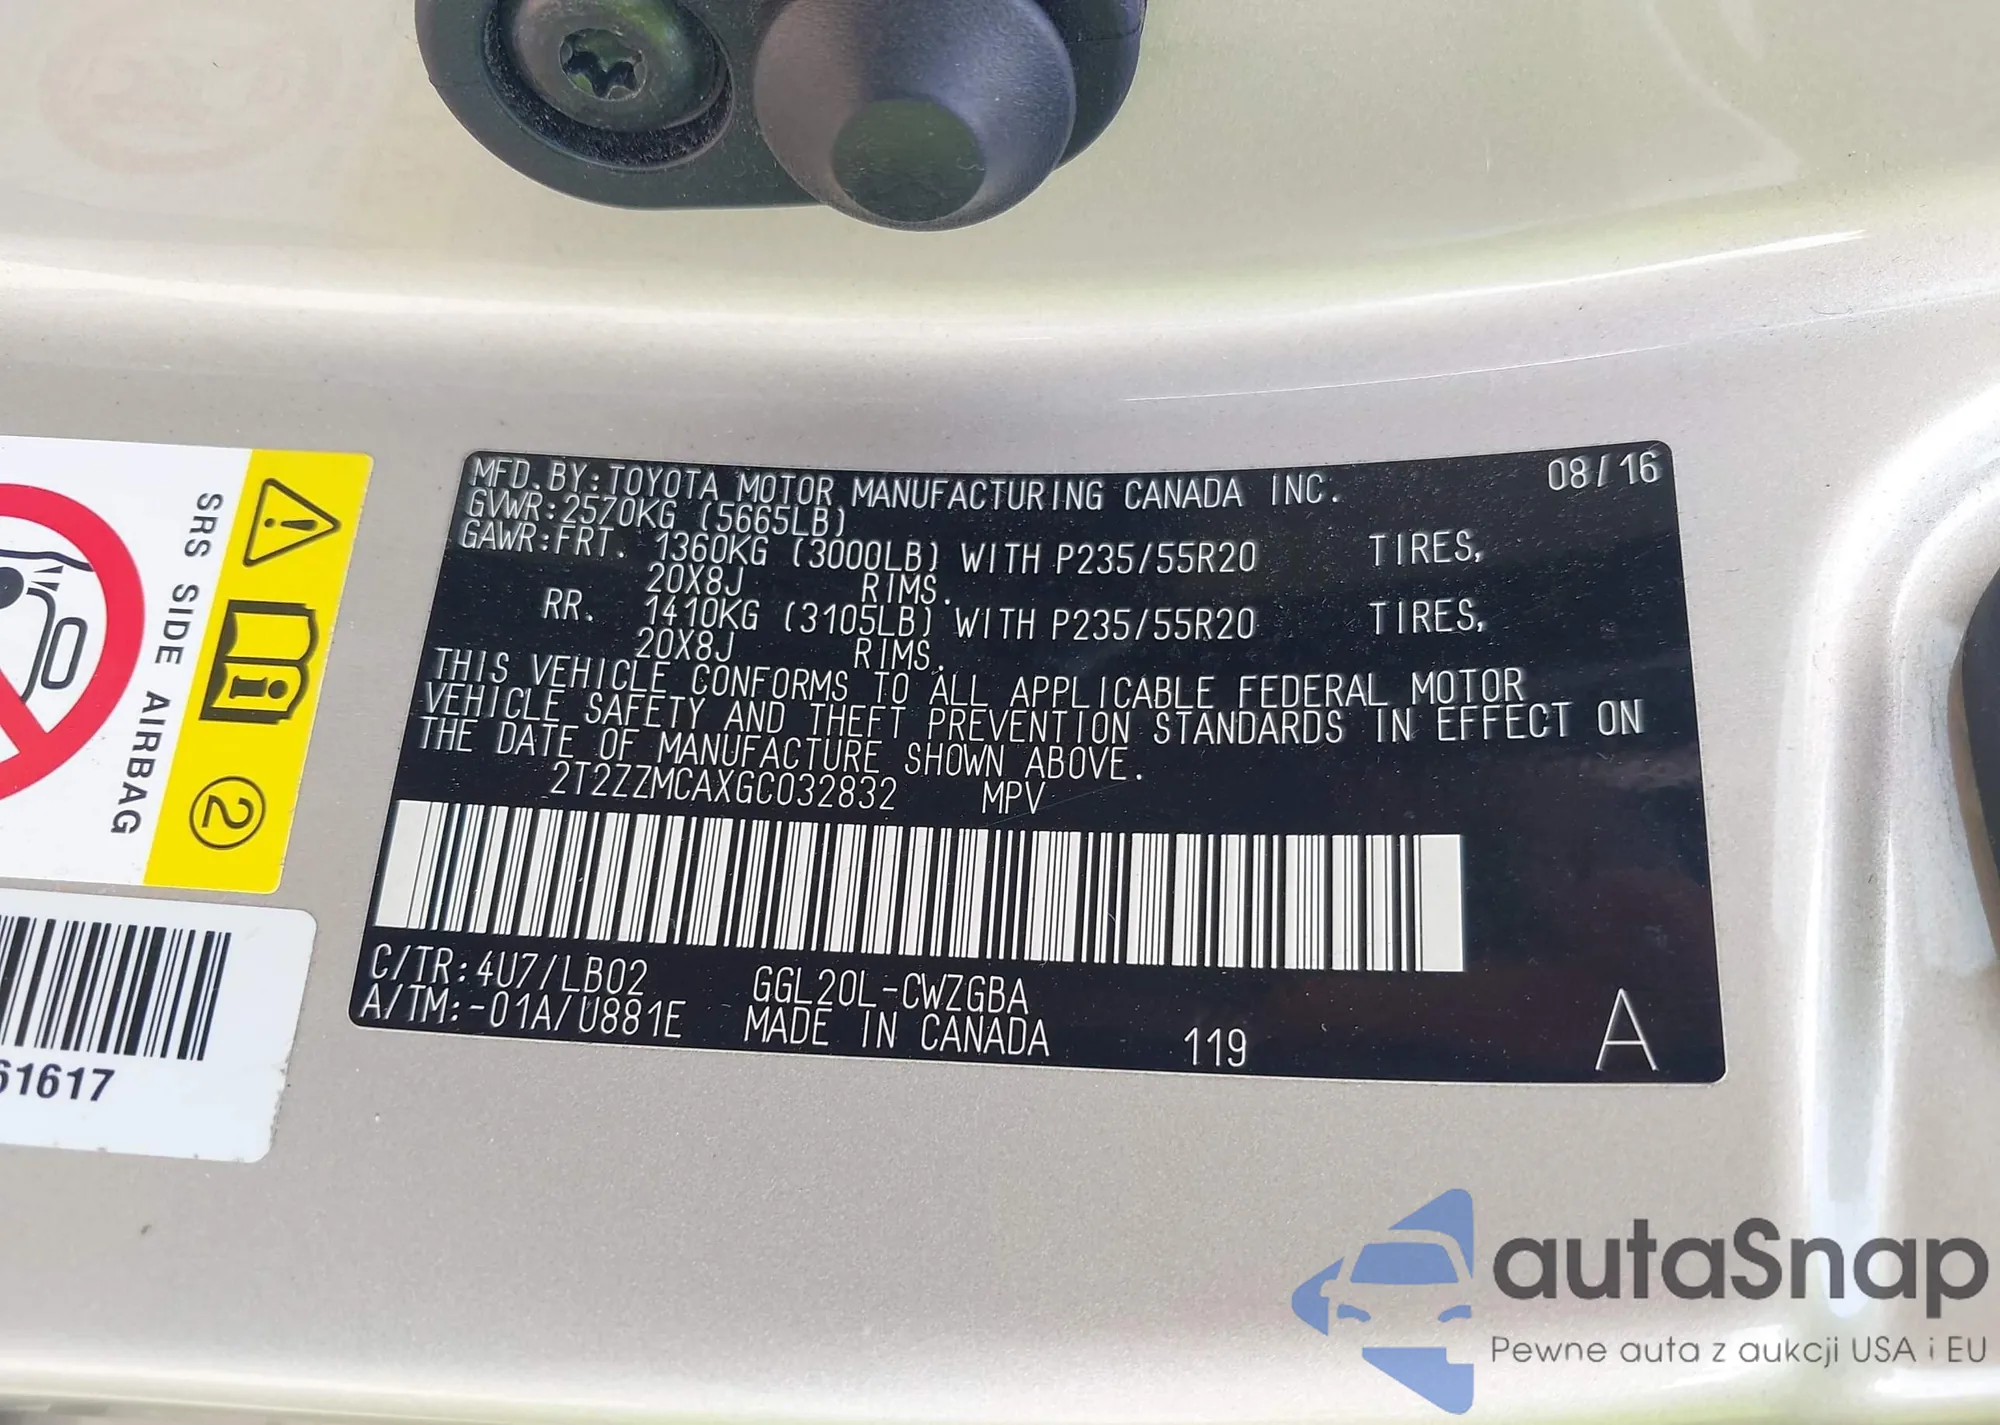 MFD. BY: TOYOTA MOTOR MANUFACTURING CANADA INC. 08/16
GVWR: 2570KG (5665LB)
GAWR: FRT. 1360KG (3000LB) WITH P235/55R20 TIRES,
20X8J RIMS.
RR. 1410KG (3105LB) WITH P235/55R20 TIRES,
20X8J RIMS.
THIS VEHICLE CONFORMS TO ALL APPLICABLE FEDERAL MOTOR
VEHICLE SAFETY AND THEFT PREVENTION STANDARDS IN EFFECT ON
THE DATE OF MANUFACTURE SHOWN ABOVE.
2T2ZZMCAXGC032832 MPV
C/TR: 4U7/LB02 GGL20L-CWZGBA
A/TM: -01A/U881E MADE IN CANADA 119 A
SRS SIDE AIRBAG
2
61617
autoSnap
Pewne auta z aukcji USA i EU